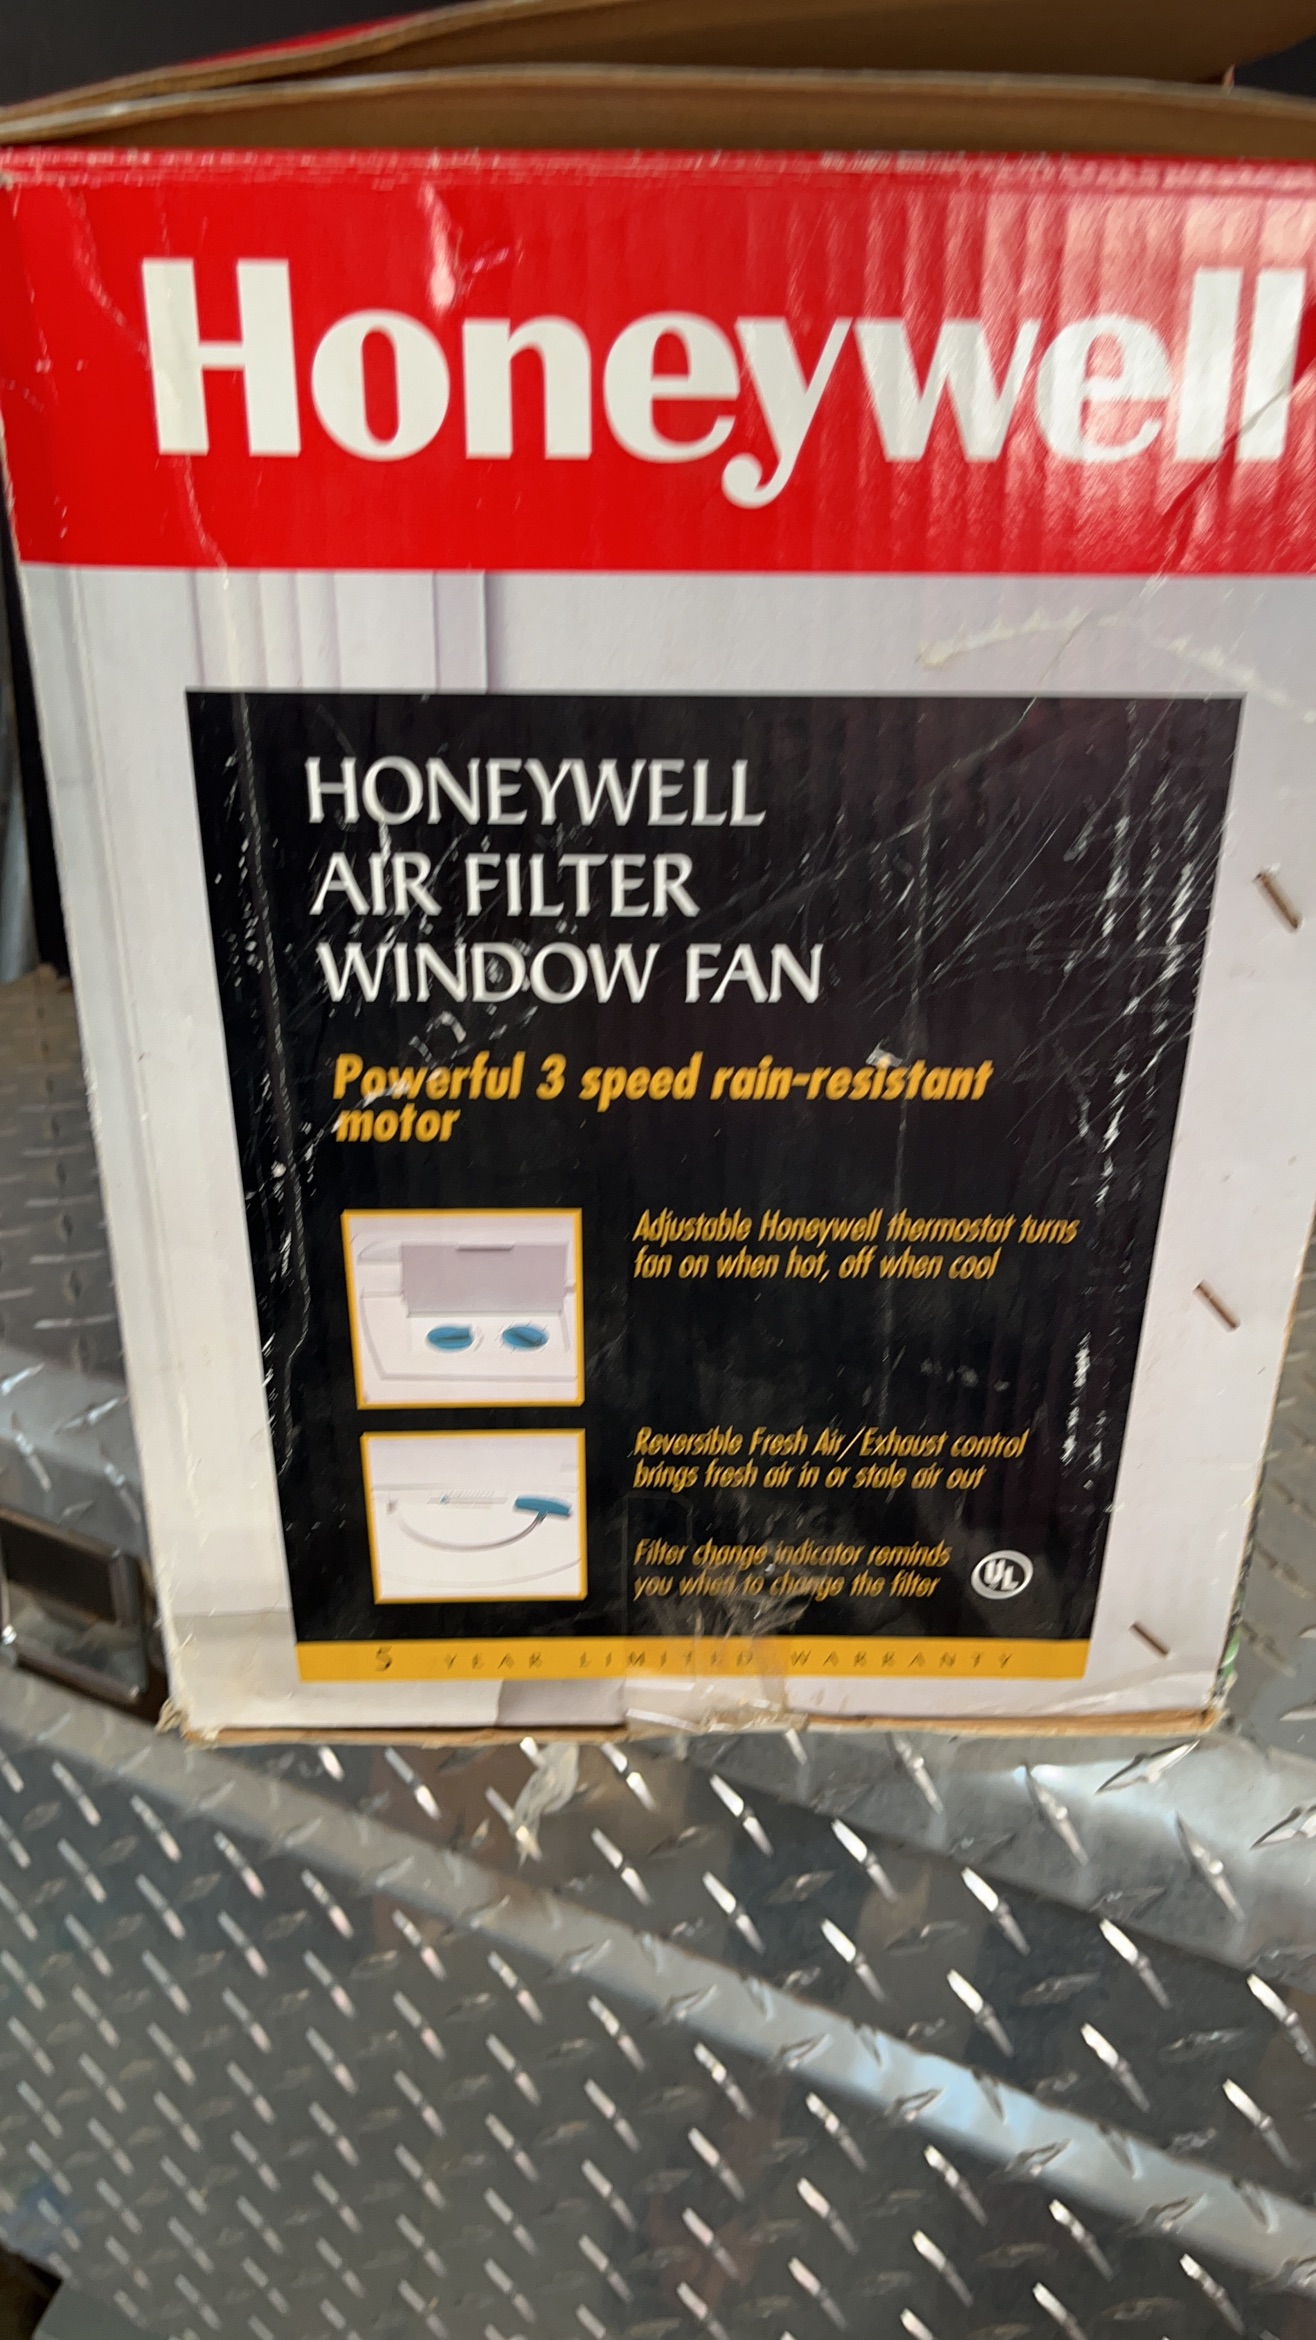 Honeywell
HONEYWELL
AIR FILTER
WINDOW FAN
Powerful 3 speed rain-resistant
motor
Adjustable Honeywell thermostat turns
fan on when hot, off when cool
Reversible Fresh Air/Exhaust control
brings fresh air in or stale air out
Filter change indicator reminds
you when to change the filter
UL
5 YEAR LIMITED WARRANTY